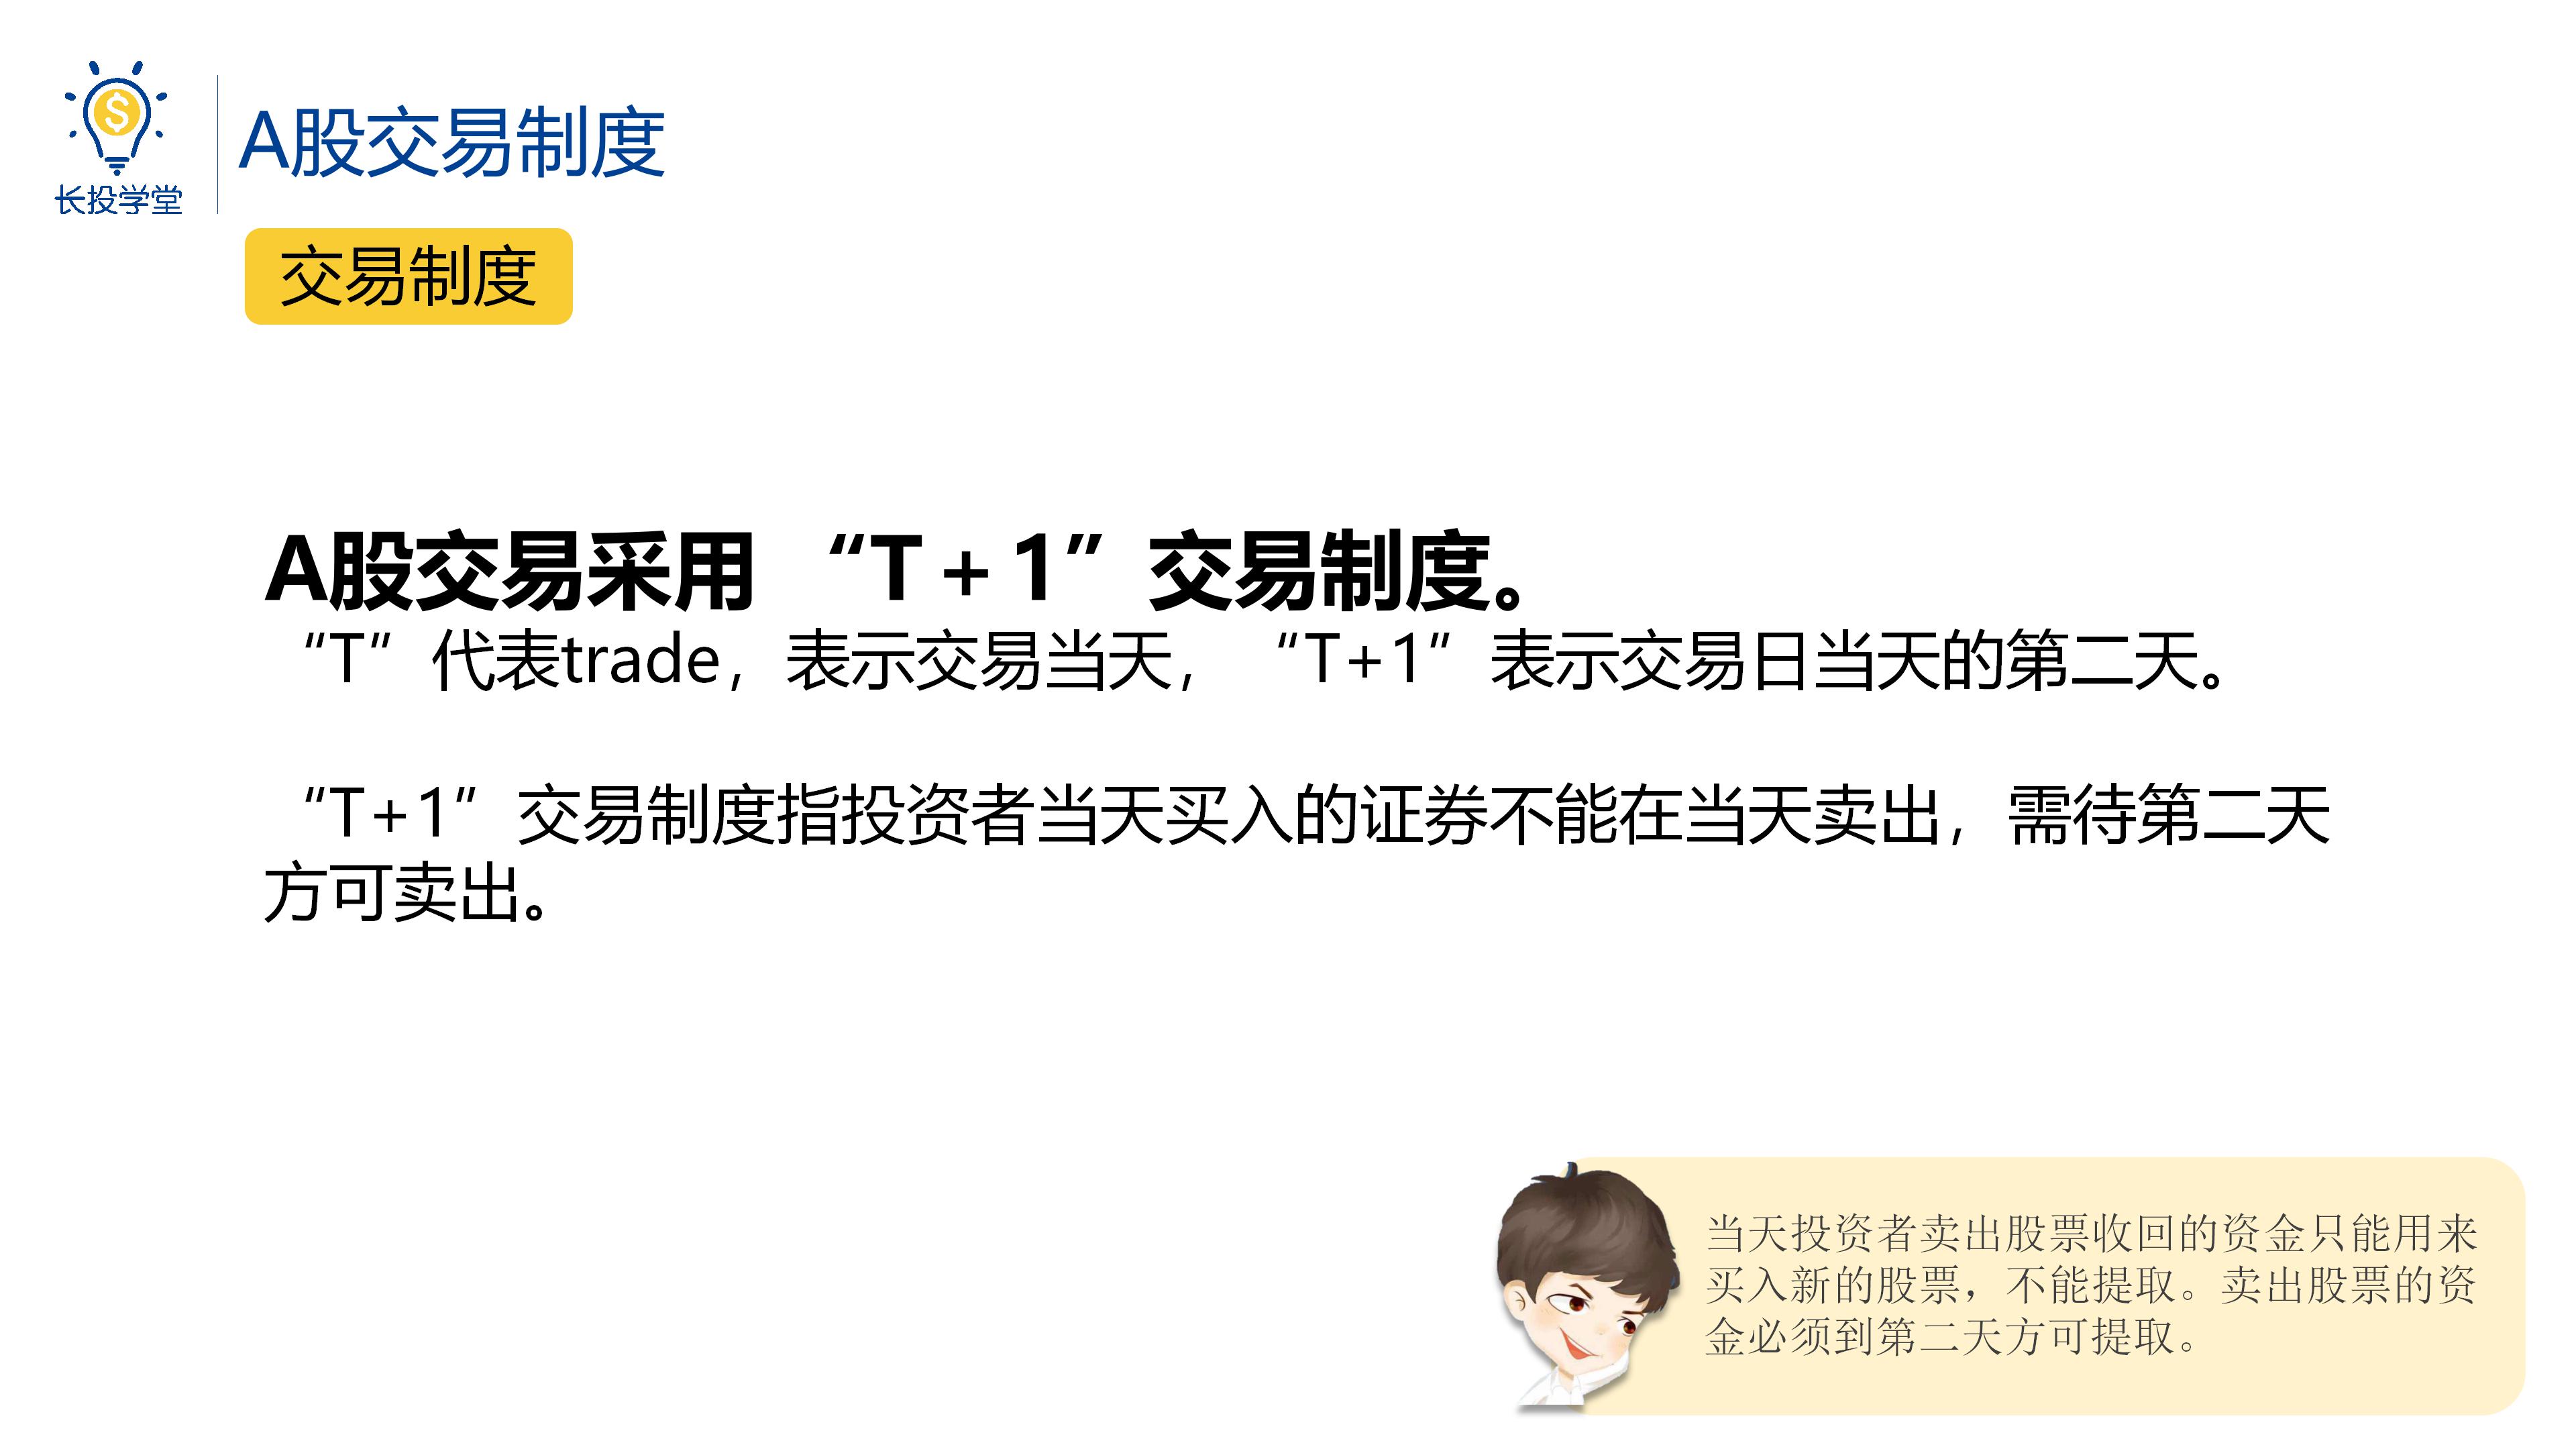 长投学堂
A股交易制度
交易制度
A股交易采用 “T+1”交易制度。
“T”代表trade，表示交易当天，“T+1”表示交易日当天的第二天。
“T+1”交易制度指投资者当天买入的证券不能在当天卖出，需待第二天
方可卖出。
当天投资者卖出股票收回的资金只能用来
买入新的股票，不能提取。卖出股票的资
金必须到第二天方可提取。